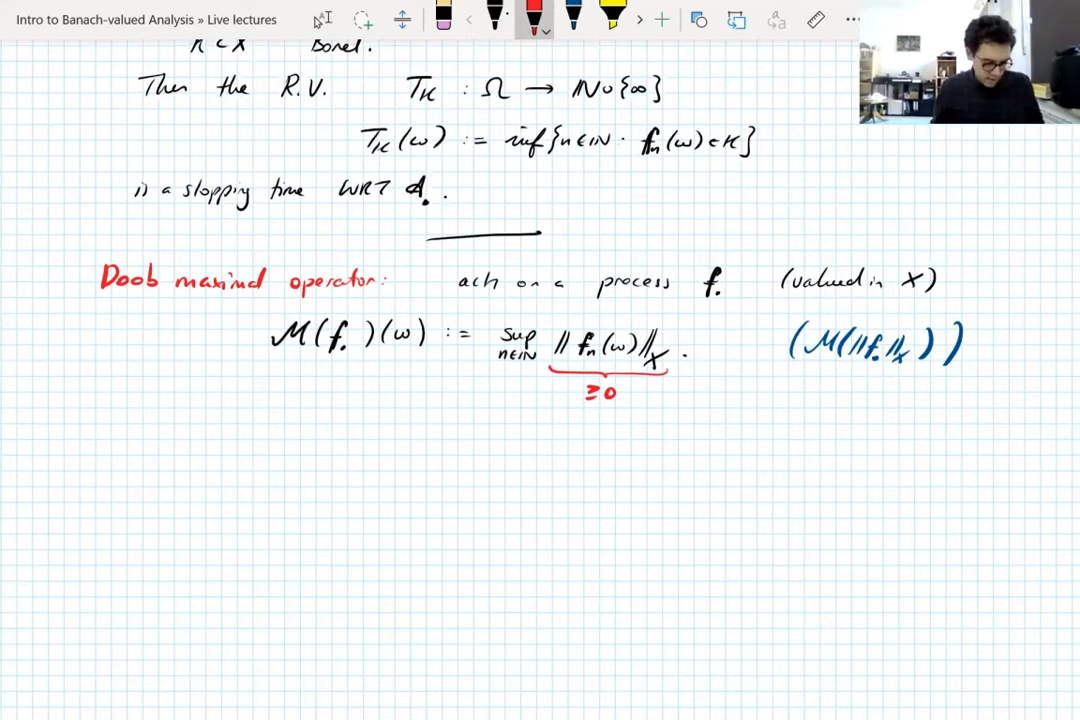 Intro to Banach-valued Analysis » Live lectures
K ⊂ X Borel.
Then the R.V. T_K : Ω → ℕ∪{∞}
T_K(ω) := inf{n∈ℕ : f_n(ω)∈K}
is a stopping time WRT A. .
Doob maximal operator: acts on a process f. (valued in X)
M(f.)(ω) := sup_{n∈ℕ} ‖f_n(ω)‖_X . (M(‖f.‖_X))
≥0